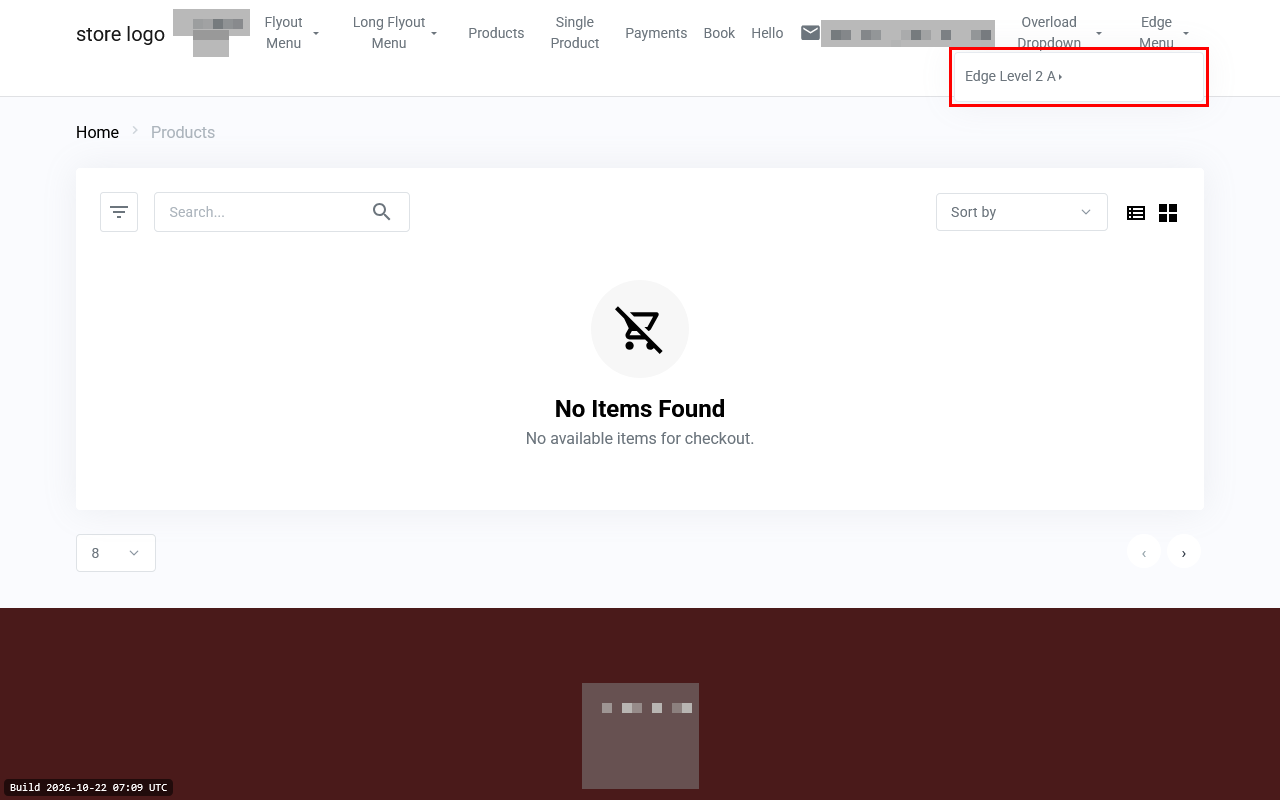 store logo
Flyout
Menu
Long Flyout
Menu
Products
Single
Product
Payments
Book
Hello
Overload
Dropdown
Edge
Menu
Edge Level 2 A
Home
Products
Search...
Sort by
No Items Found
No available items for checkout.
8
‹
›
Build 2026-10-22 07:09 UTC